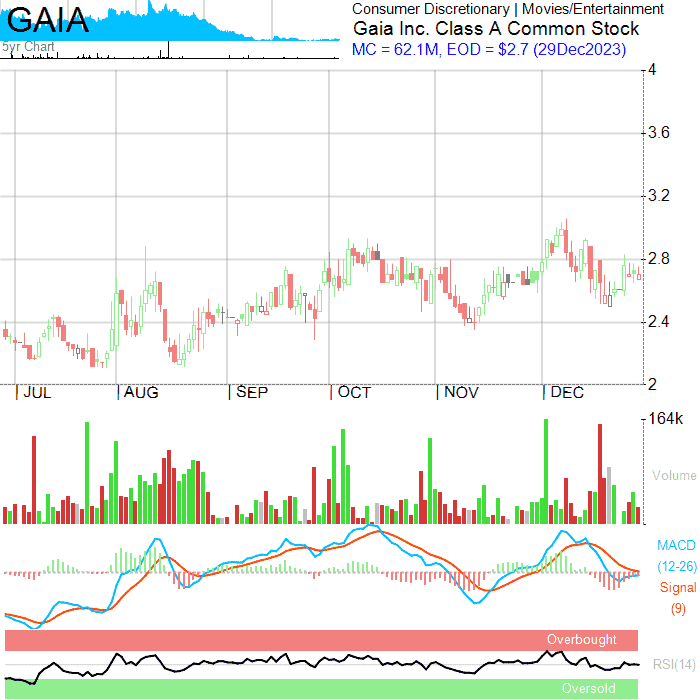 GAIA
5yr Chart
Consumer Discretionary | Movies/Entertainment
Gaia Inc. Class A Common Stock
MC = 62.1M, EOD = $2.7 (29Dec2023)
4
3.6
3.2
2.8
2.4
2
JUL AUG SEP OCT NOV DEC
164k
Volume
MACD
(12-26)
Signal
(9)
Overbought
RSI(14)
Oversold